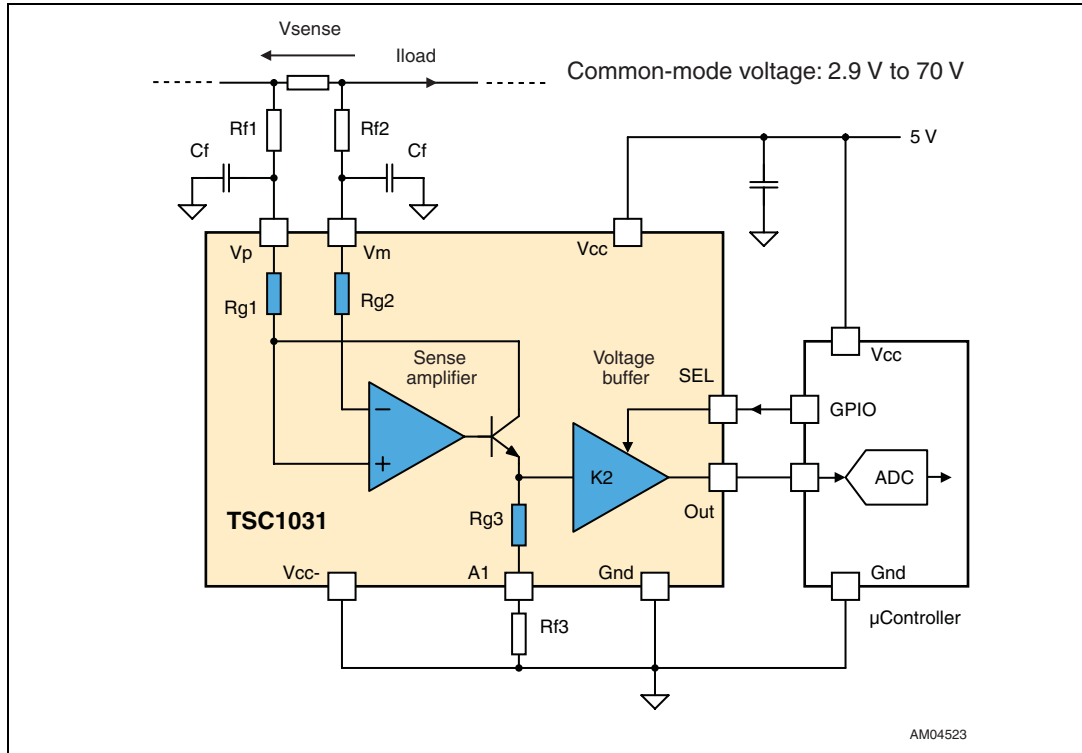 Vsense
Iload
Common-mode voltage: 2.9 V to 70 V
Rf1
Rf2
5 V
Cf
Cf
Vp
Vm
Vcc
Rg1
Rg2
Sense
amplifier
Voltage
buffer
SEL
Vcc
GPIO
K2
ADC
Out
TSC1031
Rg3
Vcc-
A1
Gnd
Gnd
Rf3
µController
AM04523